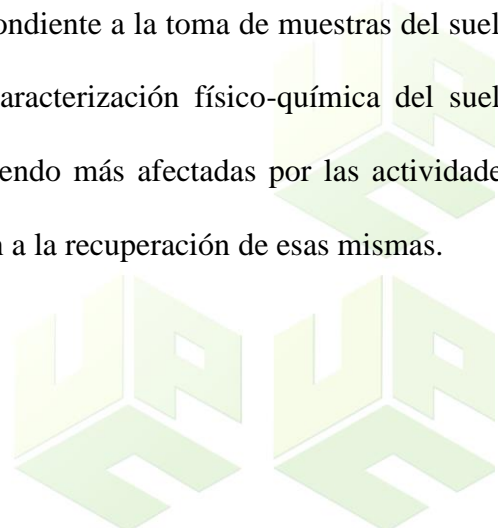 ondiente a la toma de muestras del suel
aracterización físico-química del suel
endo más afectadas por las actividade
n a la recuperación de esas mismas.